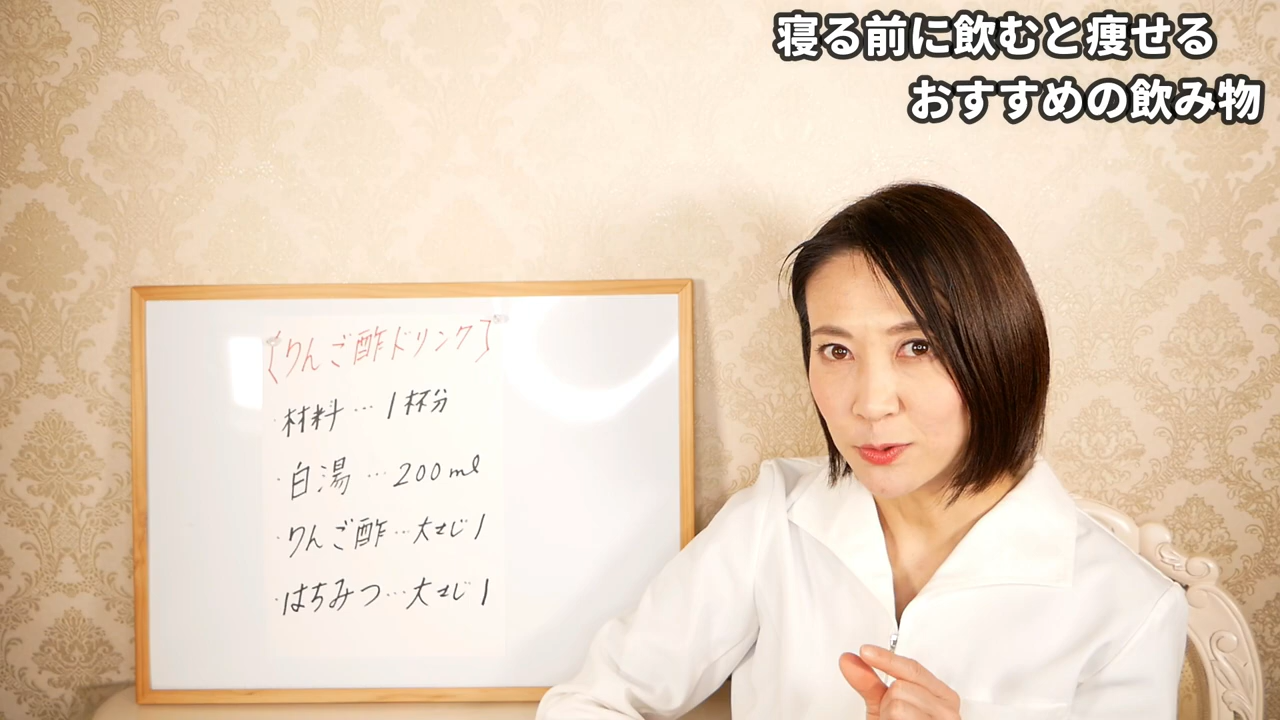 寝る前に飲むと痩せる
おすすめの飲み物
《りんご酢ドリンク》
・材料…1杯分
・白湯…200ml
・りんご酢…大さじ1
・はちみつ…大さじ1